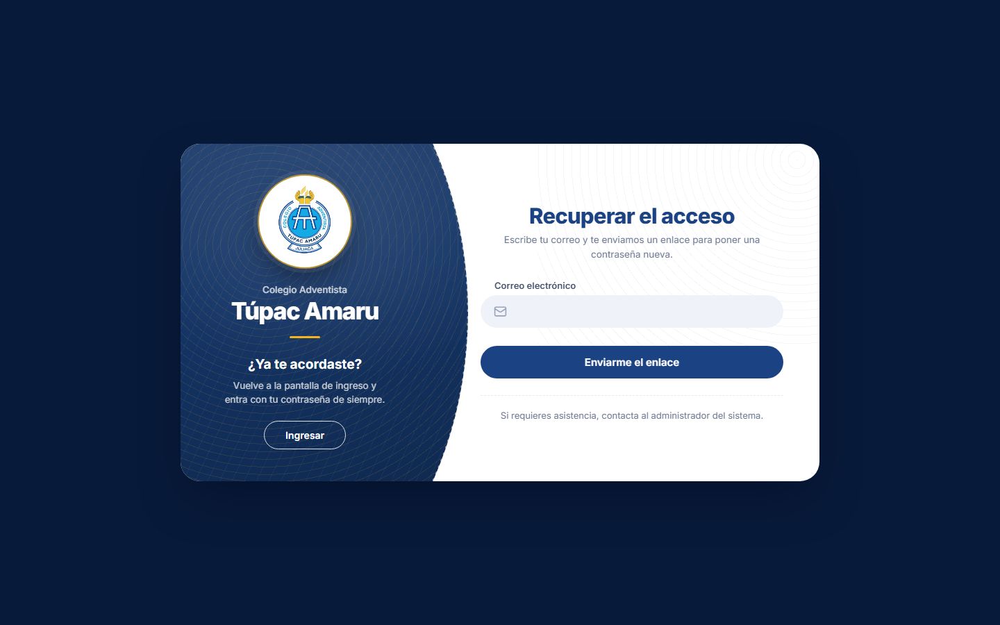 COLEGIO ADVENTISTA
TÚPAC AMARU
JULIACA
Colegio Adventista
Túpac Amaru
¿Ya te acordaste?
Vuelve a la pantalla de ingreso y
entra con tu contraseña de siempre.
Ingresar
Recuperar el acceso
Escribe tu correo y te enviamos un enlace para poner una
contraseña nueva.
Correo electrónico
Enviarme el enlace
Si requieres asistencia, contacta al administrador del sistema.